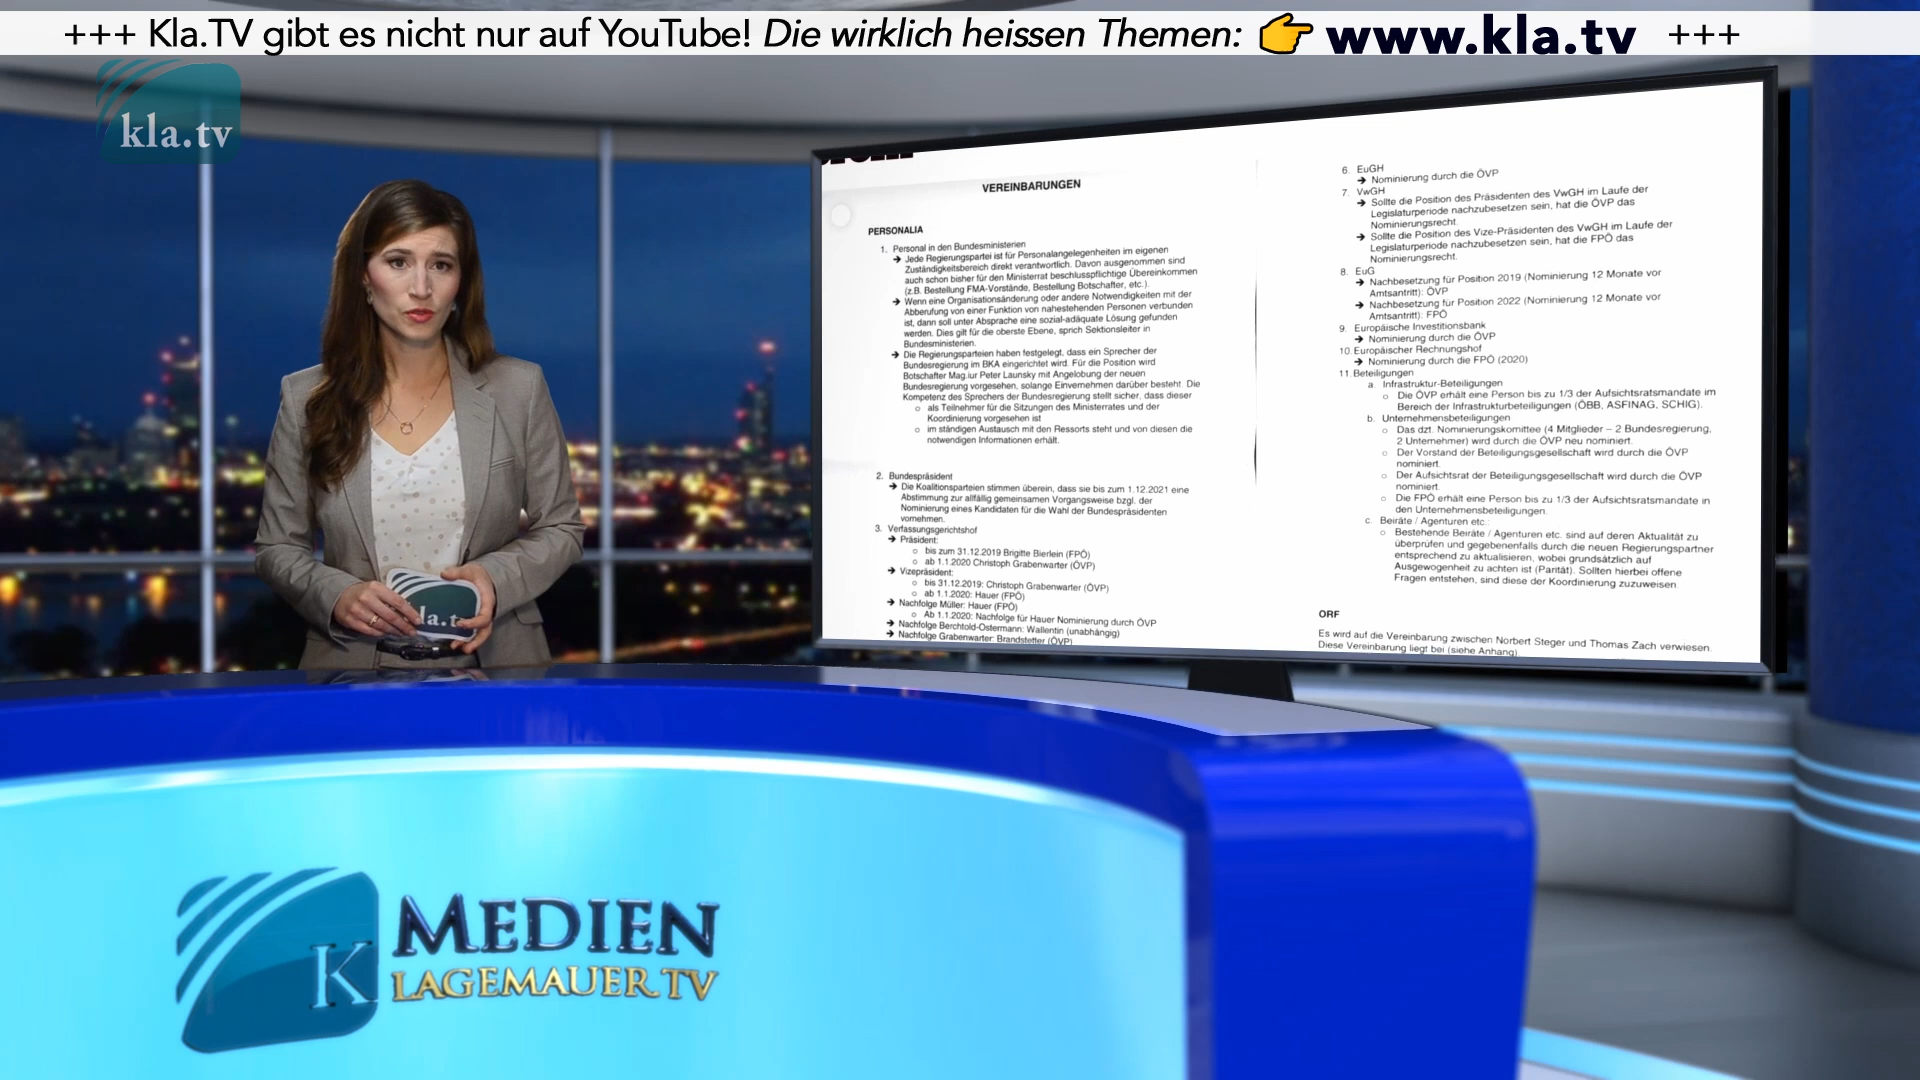 +++ Kla.TV gibt es nicht nur auf YouTube! Die wirklich heissen Themen: 👉 www.kla.tv +++
kla.tv
VEREINBARUNGEN
PERSONALIA
1. Personal in den Bundesministerien
➔ Jede Regierungspartei ist für Personalangelegenheiten im eigenen
Zuständigkeitsbereich direkt verantwortlich. Davon ausgenommen sind
auch schon bisher für den Ministerrat beschlusspflichtige Übereinkommen
(z.B. Bestellung FMA-Vorstände, Bestellung Botschafter, etc.).
➔ Wenn eine Organisationsänderung oder andere Notwendigkeiten mit der
Abberufung von einer Funktion von nahestehenden Personen verbunden
ist, dann soll unter Absprache eine sozial-adäquate Lösung gefunden
werden. Dies gilt für die oberste Ebene, sprich Sektionsleiter in
Bundesministerien.
➔ Die Regierungsparteien haben festgelegt, dass ein Sprecher der
Bundesregierung im BKA eingerichtet wird. Für die Position wird
Botschafter Mag.iur Peter Launsky mit Angelobung der neuen
Bundesregierung vorgesehen, solange Einvernehmen darüber besteht. Die
Kompetenz des Sprechers der Bundesregierung stellt sicher, dass dieser
○ als Teilnehmer für die Sitzungen des Ministerrates und der
Koordinierung vorgesehen ist
○ im ständigen Austausch mit den Ressorts steht und von diesen die
notwendigen Informationen erhält.
2. Bundespräsident
➔ Die Koalitionsparteien stimmen überein, dass sie bis zum 1.12.2021 eine
Abstimmung zur allfällig gemeinsamen Vorgangsweise bzgl. der
Nominierung eines Kandidaten für die Wahl der Bundespräsidenten
vornehmen.
3. Verfassungsgerichtshof
➔ Präsident:
○ bis zum 31.12.2019 Brigitte Bierlein (FPÖ)
○ ab 1.1.2020 Christoph Grabenwarter (ÖVP)
➔ Vizepräsident:
○ bis 31.12.2019: Christoph Grabenwarter (ÖVP)
○ ab 1.1.2020: Hauer (FPÖ)
➔ Nachfolge Müller: Hauer (FPÖ)
○ Ab 1.1.2020: Nachfolge für Hauer Nominierung durch ÖVP
➔ Nachfolge Berchtold-Ostermann: Wallentin (unabhängig)
➔ Nachfolge Grabenwarter: Brandstetter (ÖVP)
6. EuGH
➔ Nominierung durch die ÖVP
7. VwGH
➔ Sollte die Position des Präsidenten des VwGH im Laufe der
Legislaturperiode nachzubesetzen sein, hat die ÖVP das
Nominierungsrecht.
➔ Sollte die Position des Vize-Präsidenten des VwGH im Laufe der
Legislaturperiode nachzubesetzen sein, hat die FPÖ das
Nominierungsrecht.
8. EuG
➔ Nachbesetzung für Position 2019 (Nominierung 12 Monate vor
Amtsantritt): ÖVP
➔ Nachbesetzung für Position 2022 (Nominierung 12 Monate vor
Amtsantritt): FPÖ
9. Europäische Investitionsbank
➔ Nominierung durch die ÖVP
10. Europäischer Rechnungshof
➔ Nominierung durch die FPÖ (2020)
11. Beteiligungen
a. Infrastruktur-Beteiligungen
○ Die ÖVP erhält eine Person bis zu 1/3 der Aufsichtsratsmandate im
Bereich der Infrastrukturbeteiligungen (ÖBB, ASFINAG, SCHIG).
b. Unternehmensbeteiligungen
○ Das dzt. Nominierungskomittee (4 Mitglieder – 2 Bundesregierung,
2 Unternehmer) wird durch die ÖVP neu nominiert.
○ Der Vorstand der Beteiligungsgesellschaft wird durch die ÖVP
nominiert.
○ Der Aufsichtsrat der Beteiligungsgesellschaft wird durch die ÖVP
nominiert.
○ Die FPÖ erhält eine Person bis zu 1/3 der Aufsichtsratsmandate in
den Unternehmensbeteiligungen.
c. Beiräte / Agenturen etc.:
○ Bestehende Beiräte / Agenturen etc. sind auf deren Aktualität zu
überprüfen und gegebenenfalls durch die neuen Regierungspartner
entsprechend zu aktualisieren, wobei grundsätzlich auf
Ausgewogenheit zu achten ist (Parität). Sollten hierbei offene
Fragen entstehen, sind diese der Koordinierung zuzuweisen.
ORF
Es wird auf die Vereinbarung zwischen Norbert Steger und Thomas Zach verwiesen.
Diese Vereinbarung liegt bei (siehe Anhang).
kla.tv
K MEDIEN
KLAGEMAUER.TV